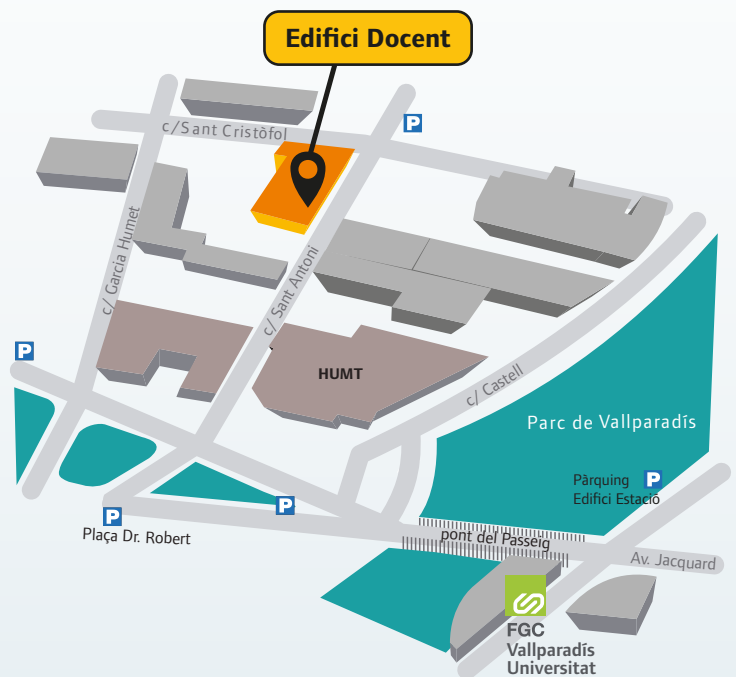 Edifici Docent
P
c/Sant Cristòfol
c/ Garcia Humet
c/ Sant Antoni
P
HUMT
c/ Castell
Parc de Vallparadís
Pàrquing P
Edifici Estació
P
P
Plaça Dr. Robert
pont del Passeig
Av. Jacquard
FGC
Vallparadís
Universitat